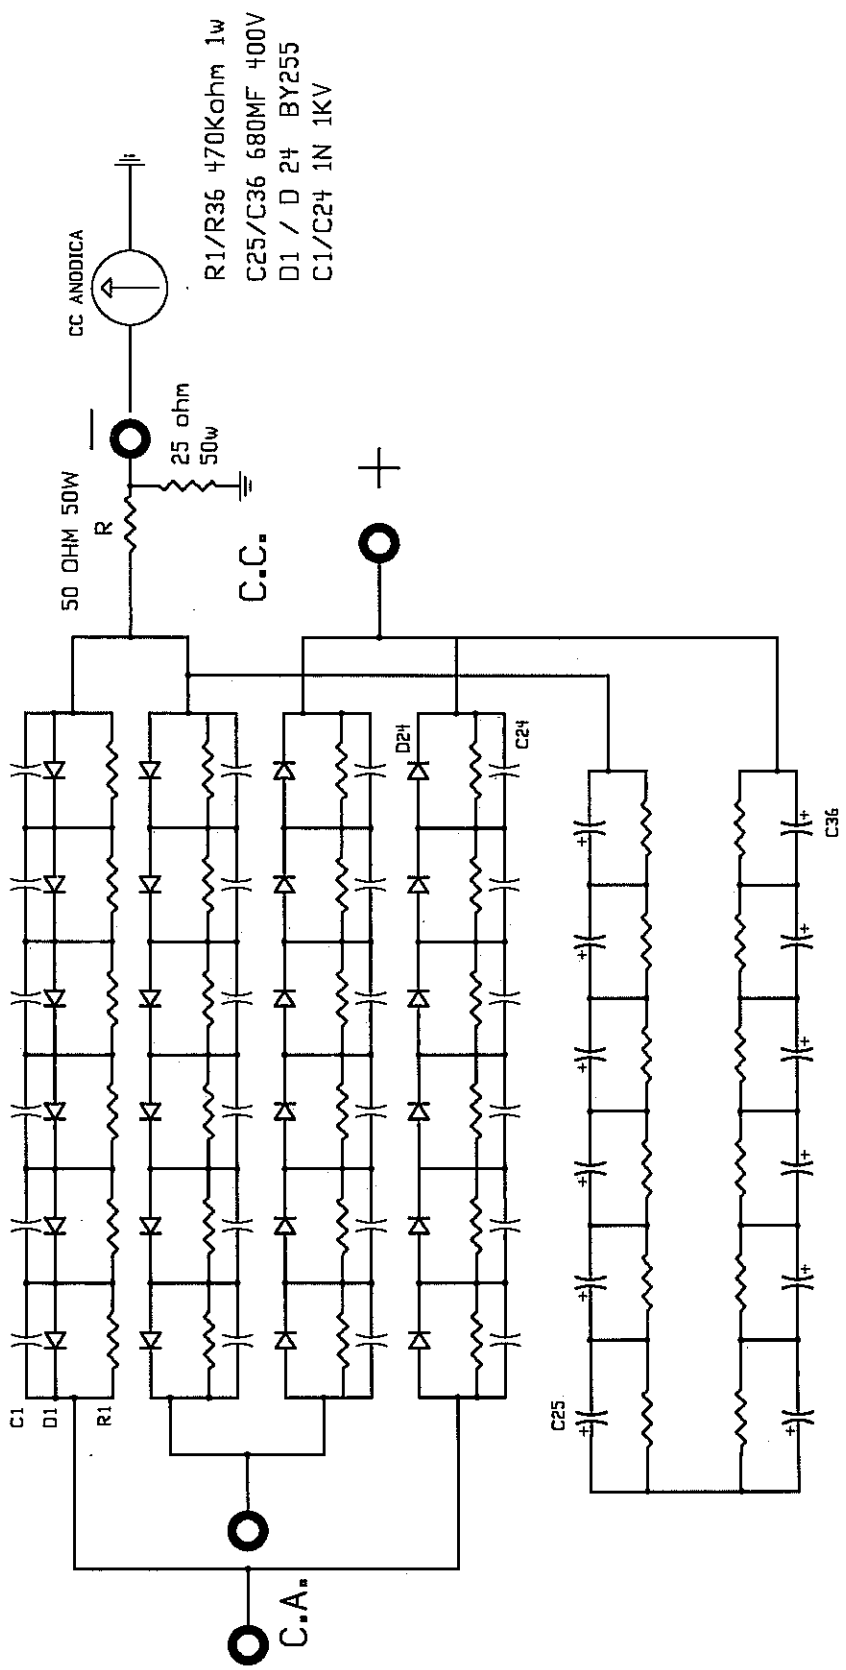 R1/R36 470Kohm 1w
C25/C36 680MF 400V
D1 / D 24 BY255
C1/C24 1N 1KV
CC ANODICA
—
25 ohm
50w
50 OHM 50W
R
C.C.
+
C1
D1
R1
D24
C24
C25
C36
C.A.
+
+
+
+
+
+
+
+
+
+
+
+